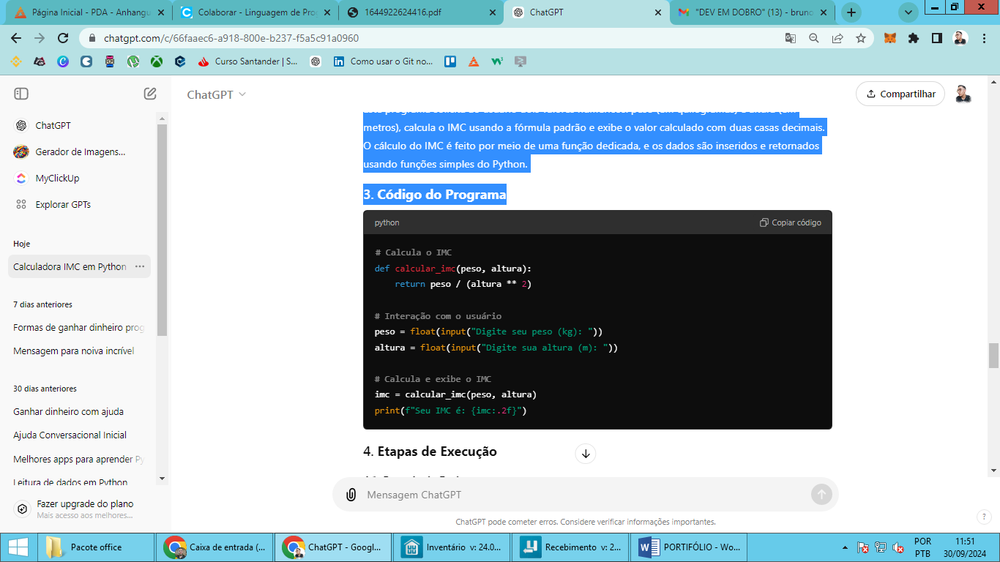 Página Inicial - PDA - Anhangu
Colaborar - Linguagem de Prog
1644922624416.pdf
ChatGPT
"DEV EM DOBRO" (13) - bruno
chatgpt.com/c/66faaec6-a918-800e-b237-f5a5c91a0960
Curso Santander | S...
Como usar o Git no...
ChatGPT
Compartilhar
ChatGPT
Gerador de Imagens...
MyClickUp
Explorar GPTs
Hoje
Calculadora IMC em Python
7 dias anteriores
Formas de ganhar dinheiro prog
Mensagem para noiva incrível
30 dias anteriores
Ganhar dinheiro com ajuda
Ajuda Conversacional Inicial
Melhores apps para aprender Py
Leitura de dados em Python
Fazer upgrade do plano
Mais acesso aos melhores...
metros), calcula o IMC usando a fórmula padrão e exibe o valor calculado com duas casas decimais.
O cálculo do IMC é feito por meio de uma função dedicada, e os dados são inseridos e retornados
usando funções simples do Python.
3. Código do Programa
python
Copiar código
# Calcula o IMC
def calcular_imc(peso, altura):
    return peso / (altura ** 2)
# Interação com o usuário
peso = float(input("Digite seu peso (kg): "))
altura = float(input("Digite sua altura (m): "))
# Calcula e exibe o IMC
imc = calcular_imc(peso, altura)
print(f"Seu IMC é: {imc:.2f}")
4. Etapas de Execução
Mensagem ChatGPT
ChatGPT pode cometer erros. Considere verificar informações importantes.
?
Pacote office
Caixa de entrada (...
ChatGPT - Googl...
Inventário v: 24.0...
Recebimento v: 2...
PORTIFÓLIO - Wo...
POR
PTB
11:51
30/09/2024